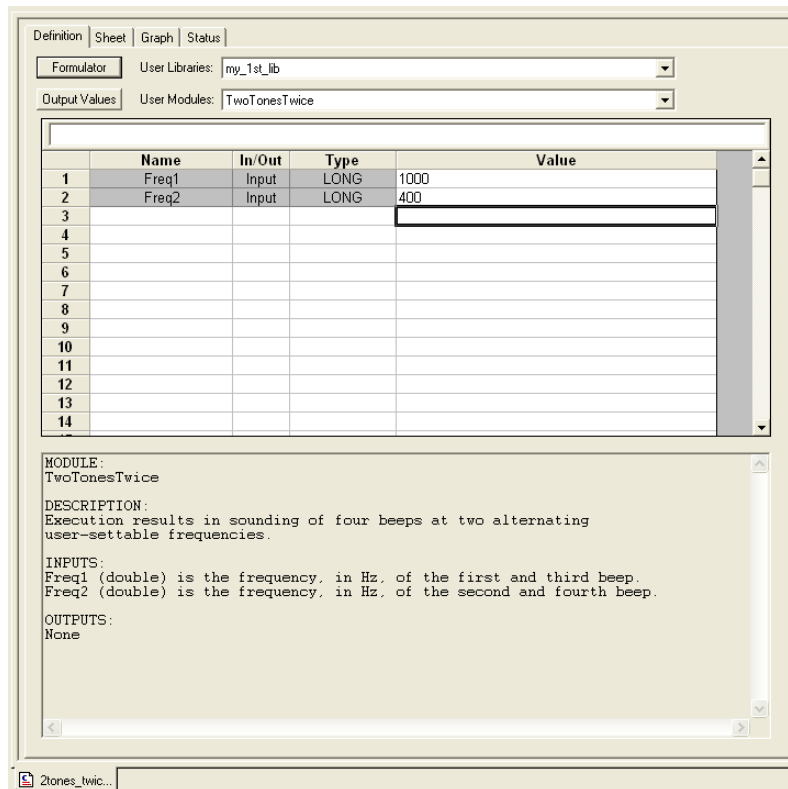 Definition Sheet Graph Status
Formulator User Libraries: my_1st_lib
Output Values User Modules: TwoTonesTwice
Name In/Out Type Value
1 Freq1 Input LONG 1000
2 Freq2 Input LONG 400
3
4
5
6
7
8
9
10
11
12
13
14
MODULE:
TwoTonesTwice
DESCRIPTION:
Execution results in sounding of four beeps at two alternating
user-settable frequencies.
INPUTS:
Freq1 (double) is the frequency, in Hz, of the first and third beep.
Freq2 (double) is the frequency, in Hz, of the second and fourth beep.
OUTPUTS:
None
2tones_twic...